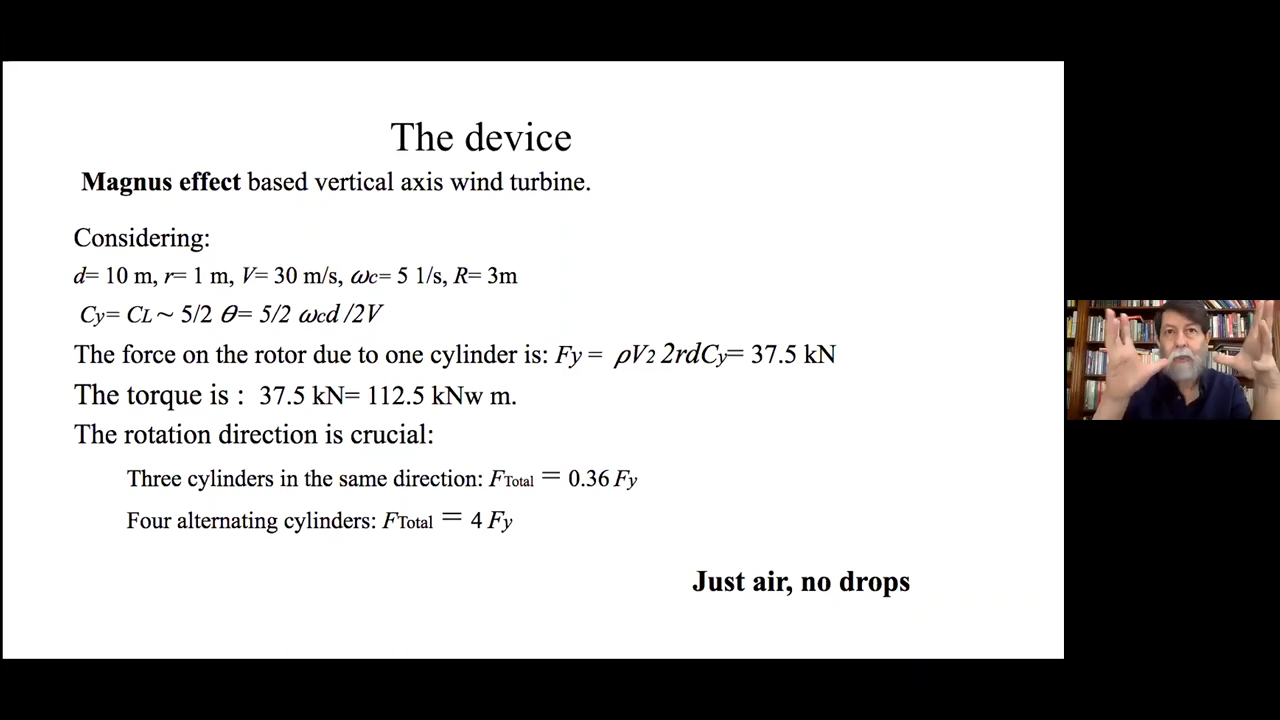 The device
Magnus effect based vertical axis wind turbine.
Considering:
d= 10 m, r= 1 m, V= 30 m/s, ωc= 5 1/s, R= 3m
Cy= CL ~ 5/2 θ= 5/2 ωcd /2V
The force on the rotor due to one cylinder is: Fy = ρV2 2rdCy= 37.5 kN
The torque is : 37.5 kN= 112.5 kNw m.
The rotation direction is crucial:
Three cylinders in the same direction: FTotal = 0.36 Fy
Four alternating cylinders: FTotal = 4 Fy
Just air, no drops